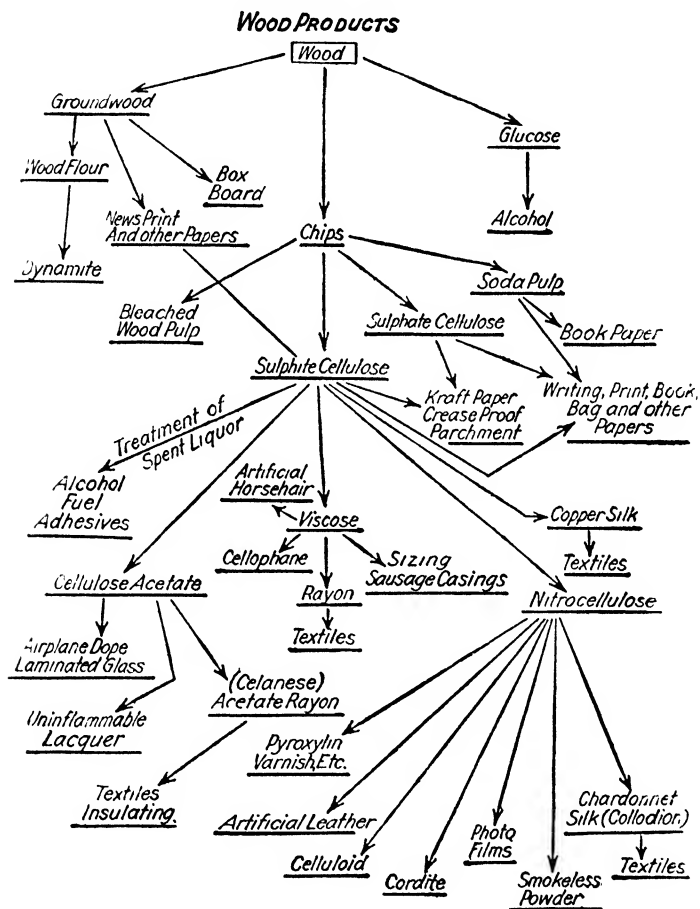 WOOD PRODUCTS
Wood
Groundwood
Glucose
Wood Flour
Box
Board
Alcohol
News Print
And other Papers
Chips
Dynamite
Soda Pulp
Bleached
Wood Pulp
Sulphate Cellulose
Book Paper
Sulphite Cellulose
Kraft Paper
Crease Proof
Parchment
Writing, Print, Book,
Bag and other
Papers
Treatment of
Spent Liquor
Alcohol
Fuel
Adhesives
Artificial
Horsehair
Viscose
Copper Silk
Cellophane
Sizing
Sausage Casings
Textiles
Cellulose Acetate
Rayon
Nitrocellulose
Textiles
Airplane Dope
Laminated Glass
(Celanese)
Acetate Rayon
Uninflammable
Lacquer
Pyroxylin
Varnish, Etc.
Textiles
Insulating
Artificial Leather
Chardonnet
Silk (Collodion)
Photo
Films
Celluloid
Textiles
Cordite
Smokeless
Powder